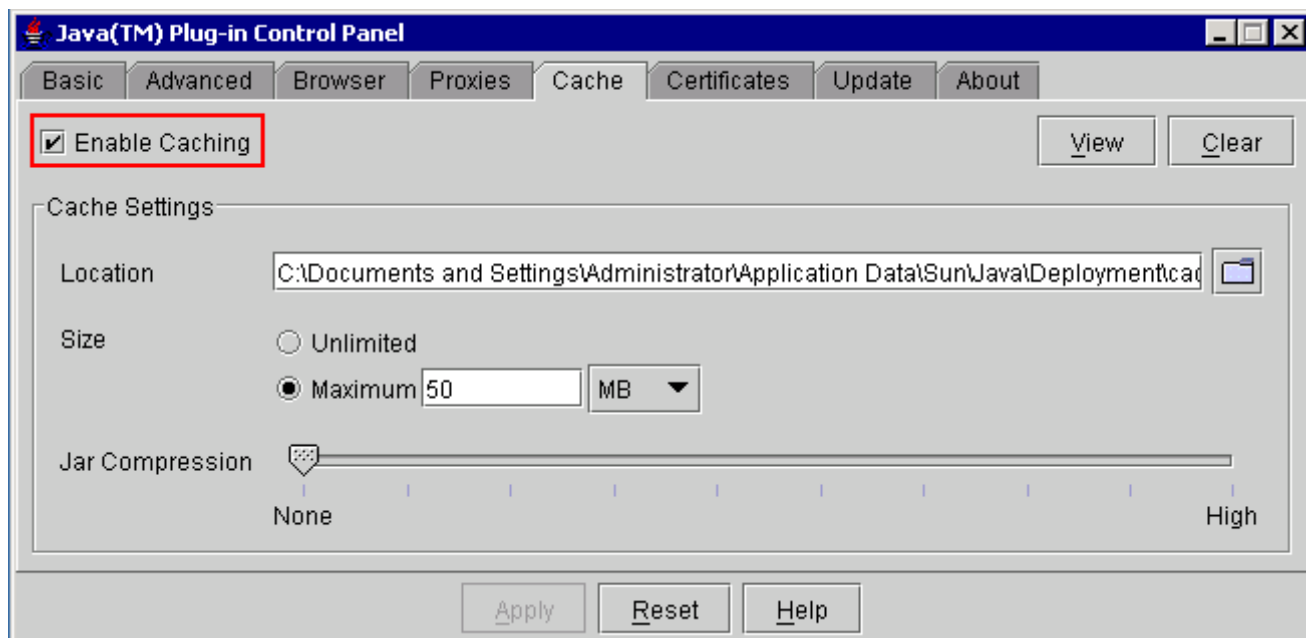 Java(TM) Plug-in Control Panel
Basic Advanced Browser Proxies Cache Certificates Update About
Enable Caching View Clear
Cache Settings
Location C:\Documents and Settings\Administrator\Application Data\Sun\Java\Deployment\cac
Size Unlimited
Maximum 50 MB
Jar Compression
None High
Apply Reset Help